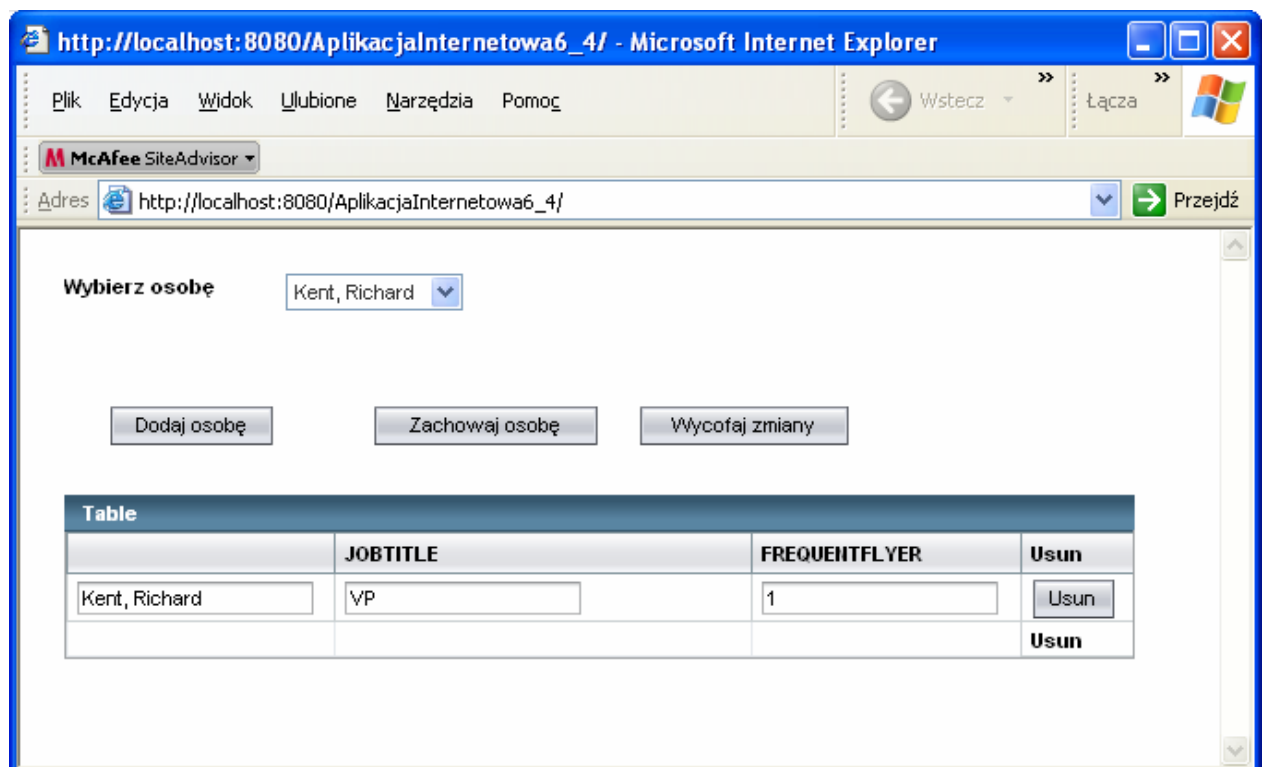 http://localhost:8080/AplikacjaInternetowa6_4/ - Microsoft Internet Explorer
Plik Edycja Widok Ulubione Narzędzia Pomoc Wstecz » Łącza »
McAfee SiteAdvisor
Adres http://localhost:8080/AplikacjaInternetowa6_4/ Przejdź
Wybierz osobę Kent, Richard
Dodaj osobę Zachowaj osobę Wycofaj zmiany
Table
JOBTITLE FREQUENTFLYER Usun
Kent, Richard VP 1 Usun
Usun